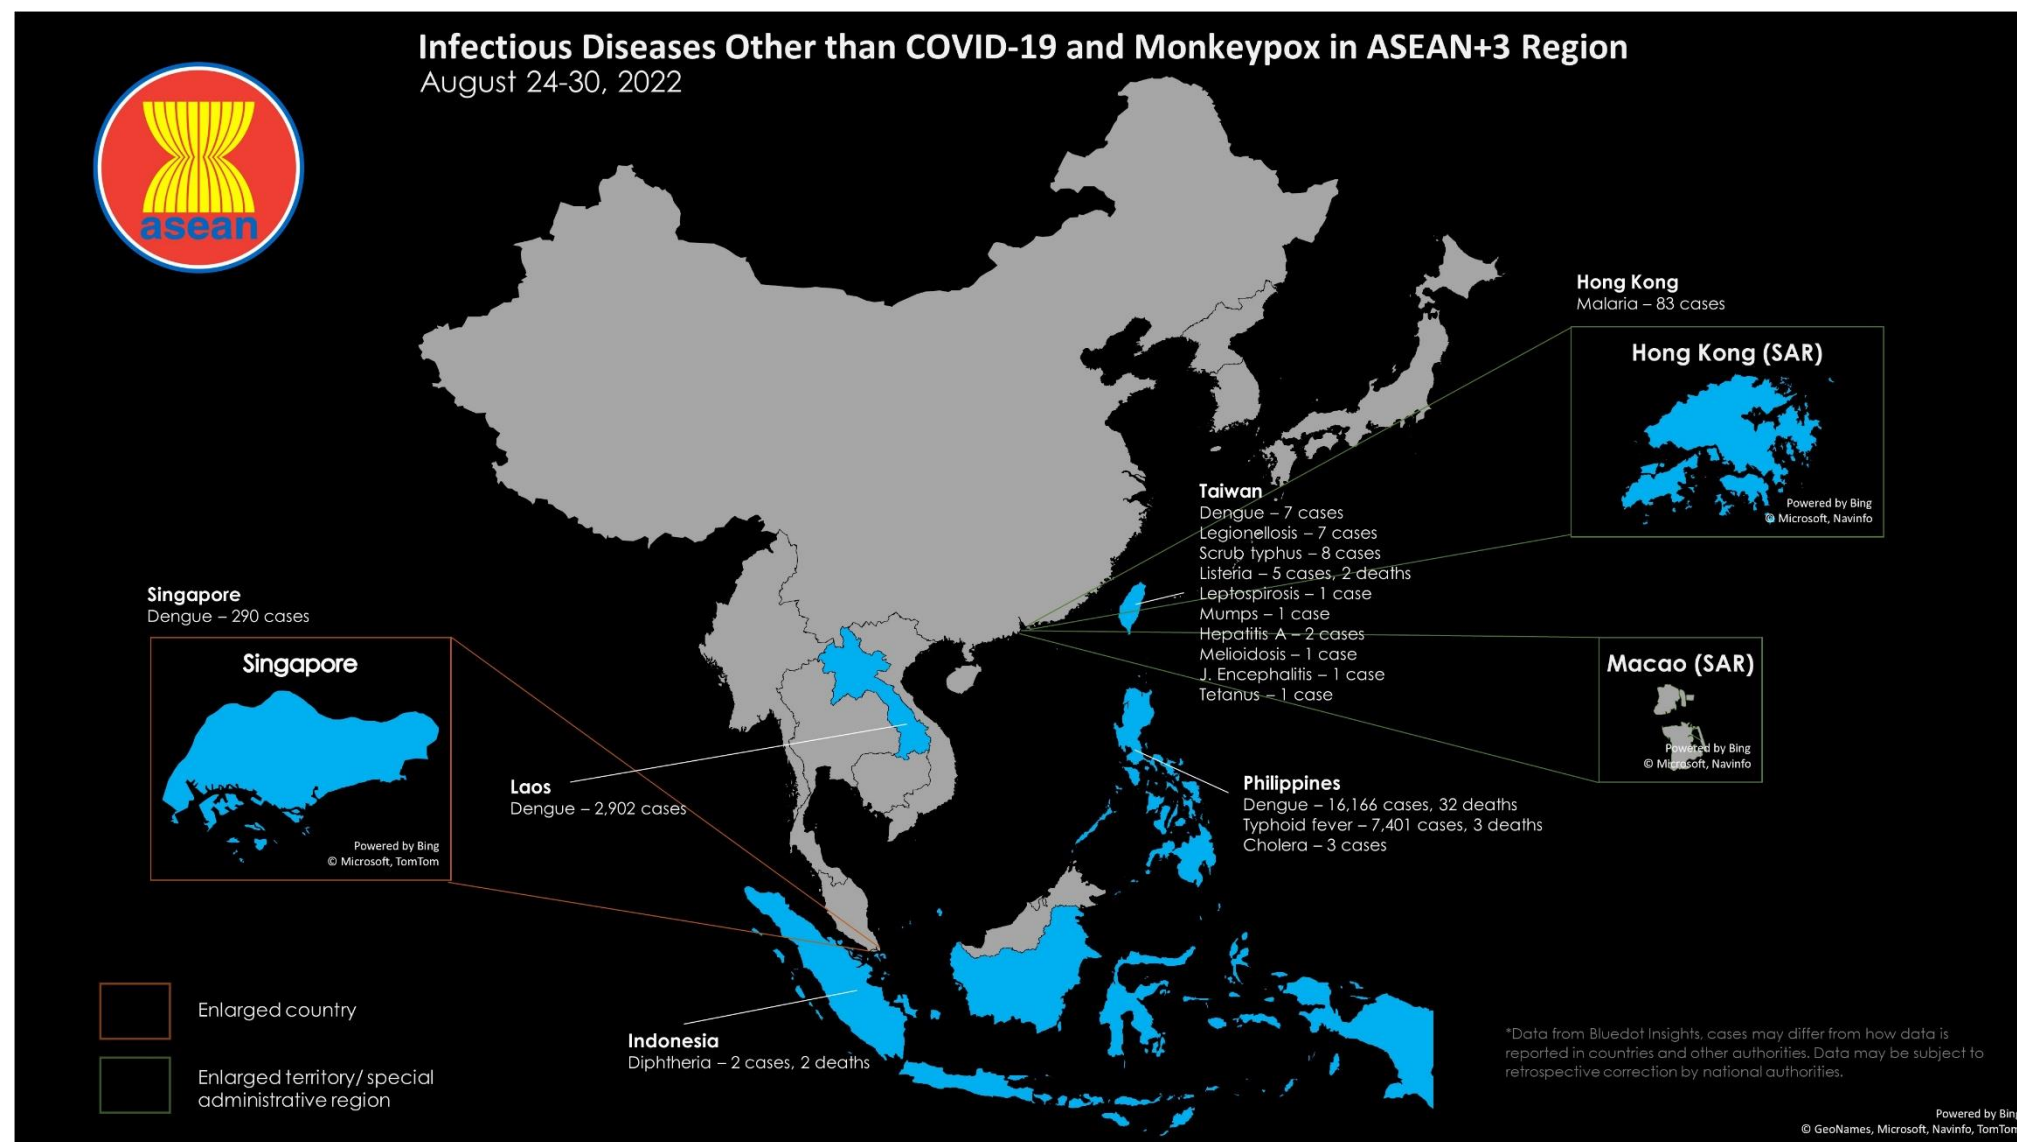 Infectious Diseases Other than COVID-19 and Monkeypox in ASEAN+3 Region
August 24-30, 2022
asean
Hong Kong
Malaria – 83 cases
Hong Kong (SAR)
Powered by Bing
© Microsoft, Navinfo
Taiwan
Dengue – 7 cases
Legionellosis – 7 cases
Scrub typhus – 8 cases
Listeria – 5 cases, 2 deaths
Leptospirosis – 1 case
Mumps – 1 case
Hepatitis A – 2 cases
Melioidosis – 1 case
J. Encephalitis – 1 case
Tetanus – 1 case
Singapore
Dengue – 290 cases
Singapore
Powered by Bing
© Microsoft, TomTom
Macao (SAR)
Powered by Bing
© Microsoft, Navinfo
Laos
Dengue – 2,902 cases
Philippines
Dengue – 16,166 cases, 32 deaths
Typhoid fever – 7,401 cases, 3 deaths
Cholera – 3 cases
Indonesia
Diphtheria – 2 cases, 2 deaths
Enlarged country
Enlarged territory/ special
administrative region
*Data from Bluedot Insights, cases may differ from how data is
reported in countries and other authorities. Data may be subject to
retrospective correction by national authorities.
Powered by Bing
© GeoNames, Microsoft, Navinfo, TomTom